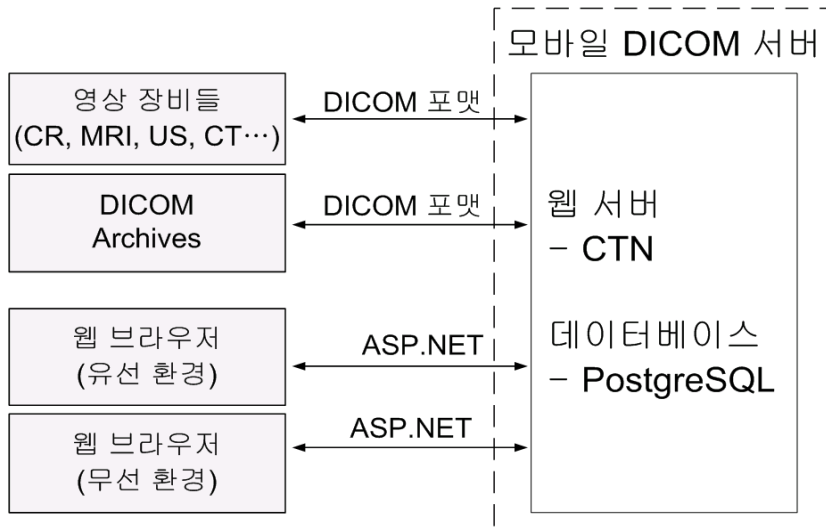 모바일 DICOM 서버
영상 장비들
(CR, MRI, US, CT…)
DICOM 포맷
DICOM
Archives
DICOM 포맷
웹 브라우저
(유선 환경)
ASP.NET
웹 브라우저
(무선 환경)
ASP.NET
웹 서버
- CTN
데이터베이스
- PostgreSQL